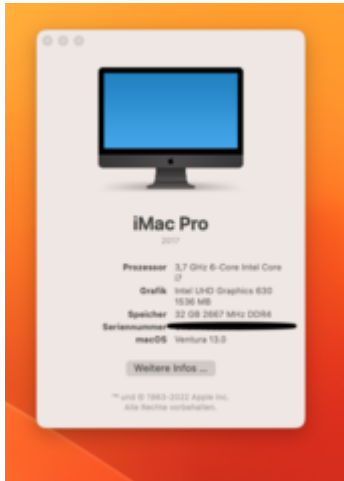 iMac Pro
2017
Prozessor 3,7 GHz 6-Core Intel Core
i7
Grafik Intel UHD Graphics 630
1536 MB
Speicher 32 GB 2667 MHz DDR4
Seriennummer
macOS Ventura 13.0
Weitere Infos ...
™ und © 1983-2022 Apple Inc.
Alle Rechte vorbehalten.